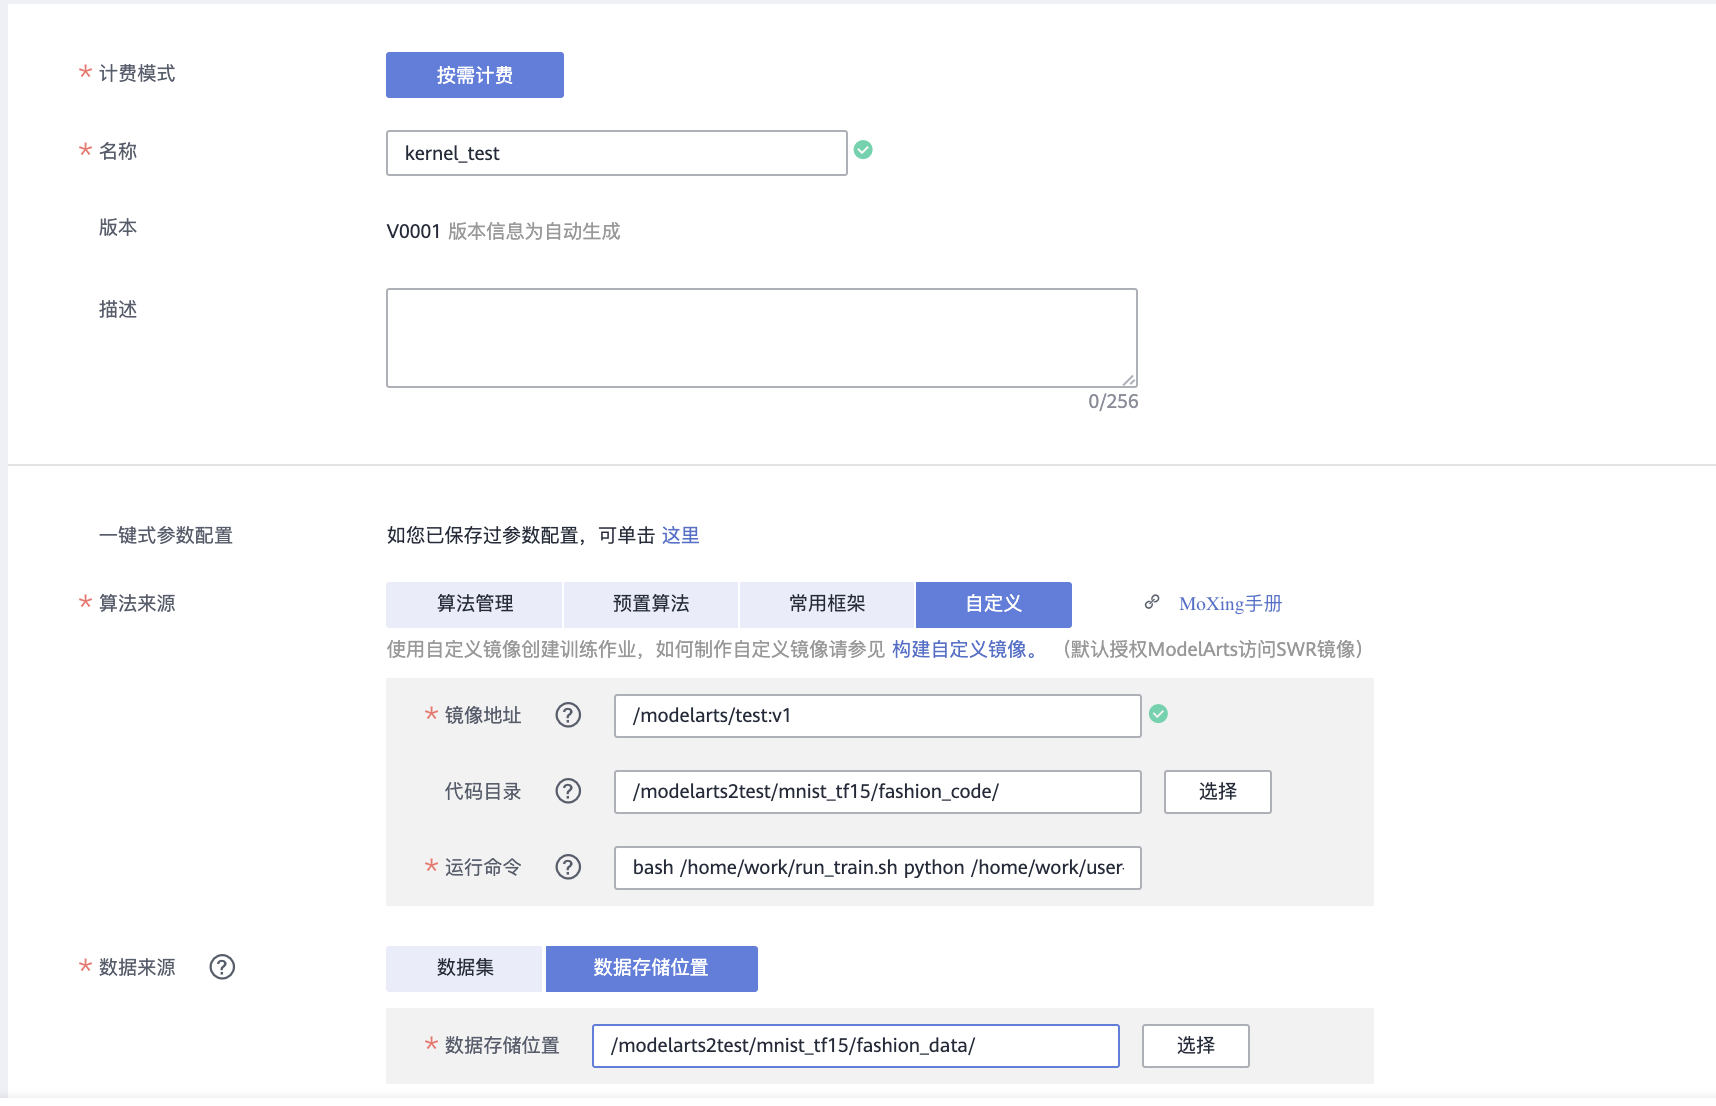 * 计费模式 按需计费
* 名称 kernel_test
版本 V0001 版本信息为自动生成
描述
0/256
一键式参数配置 如您已保存过参数配置，可单击 这里
* 算法来源 算法管理 预置算法 常用框架 自定义 MoXing手册
使用自定义镜像创建训练作业，如何制作自定义镜像请参见 构建自定义镜像。 （默认授权ModelArts访问SWR镜像）
* 镜像地址 ? /modelarts/test:v1
代码目录 ? /modelarts2test/mnist_tf15/fashion_code/ 选择
* 运行命令 ? bash /home/work/run_train.sh python /home/work/user-
* 数据来源 ? 数据集 数据存储位置
* 数据存储位置 /modelarts2test/mnist_tf15/fashion_data/ 选择